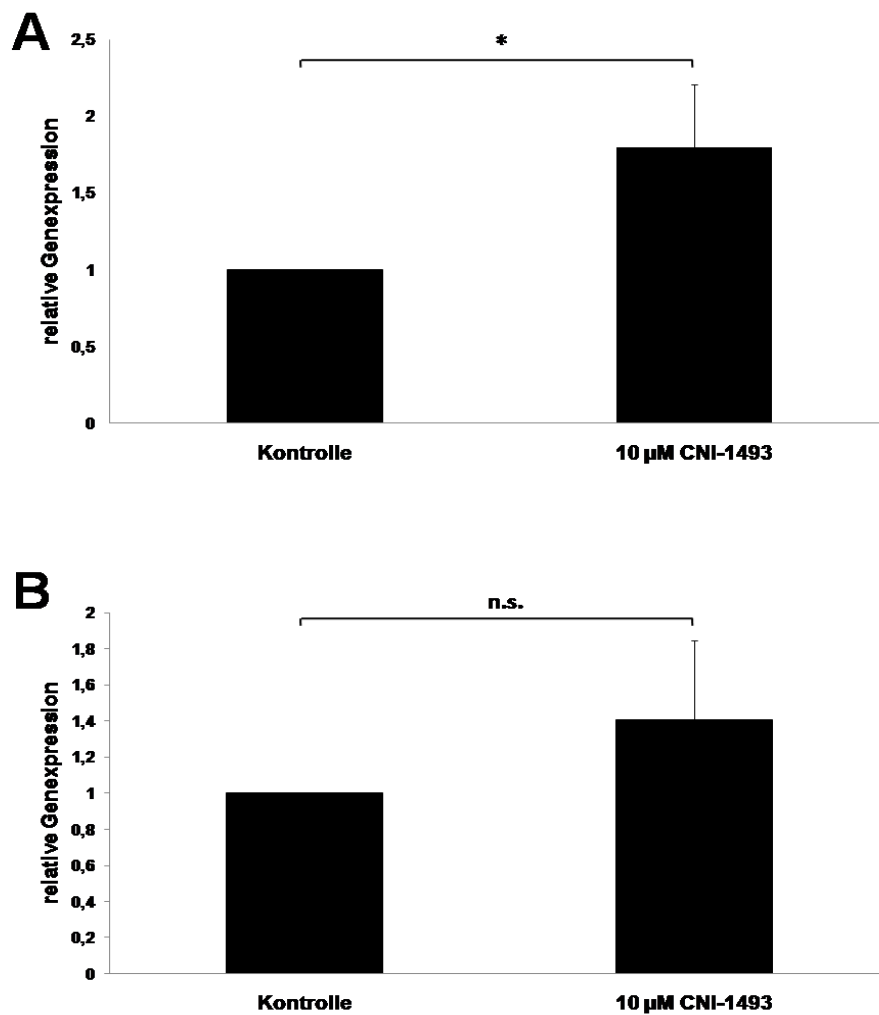 A
2,5
*
2
1,5
1
0,5
0
relative Genexpression
Kontrolle
10 µM CNI-1493
B
n.s.
2
1,8
1,6
1,4
1,2
1
0,8
0,6
0,4
0,2
0
relative Genexpression
Kontrolle
10 µM CNI-1493